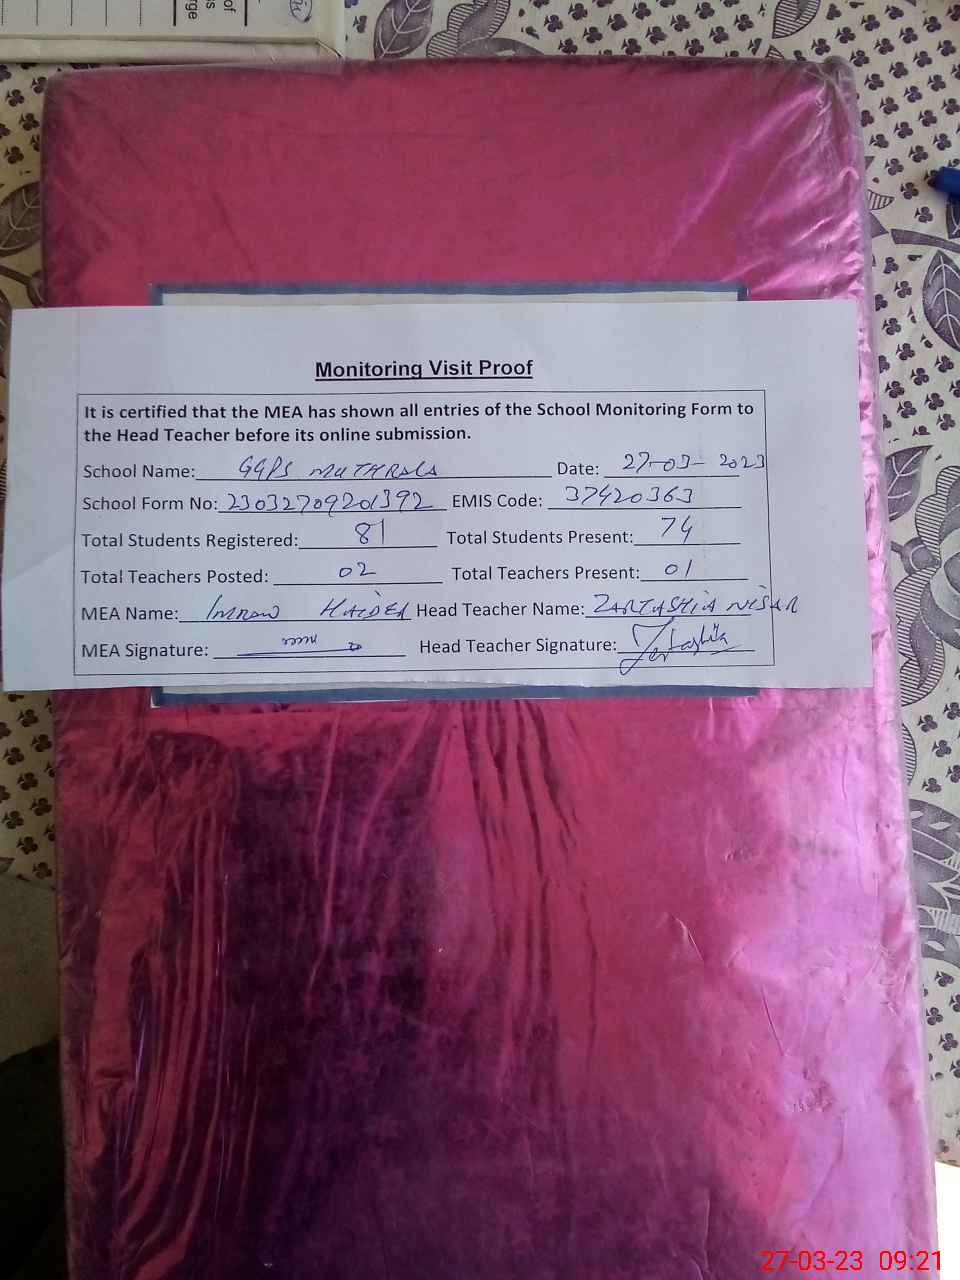 of
s
rge
Monitoring Visit Proof
It is certified that the MEA has shown all entries of the School Monitoring Form to
the Head Teacher before its online submission.
School Name: GGPS MUTHRALA Date: 27-03-2023
School Form No: 23032709201392 EMIS Code: 37420363
Total Students Registered: 81 Total Students Present: 74
Total Teachers Posted: 02 Total Teachers Present: 01
MEA Name: Imran HAIDER Head Teacher Name: ZARTASHIA NISAR
MEA Signature: Head Teacher Signature:
27-03-23 09:21